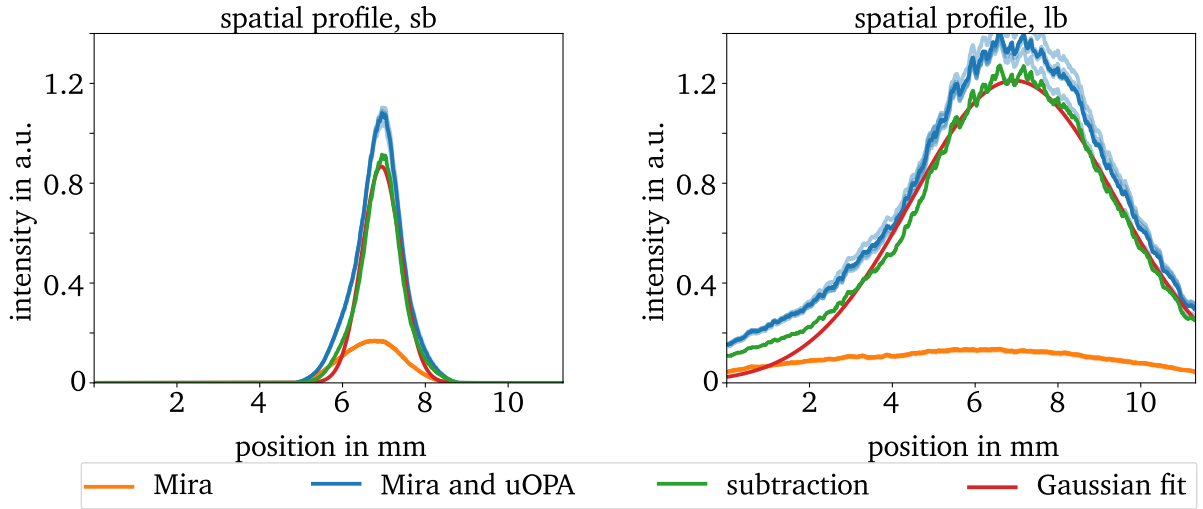 spatial profile, sb
intensity in a.u.
1.2
0.8
0.4
0
2 4 6 8 10
position in mm
spatial profile, lb
intensity in a.u.
1.2
0.8
0.4
0
2 4 6 8 10
position in mm
Mira Mira and uOPA subtraction Gaussian fit